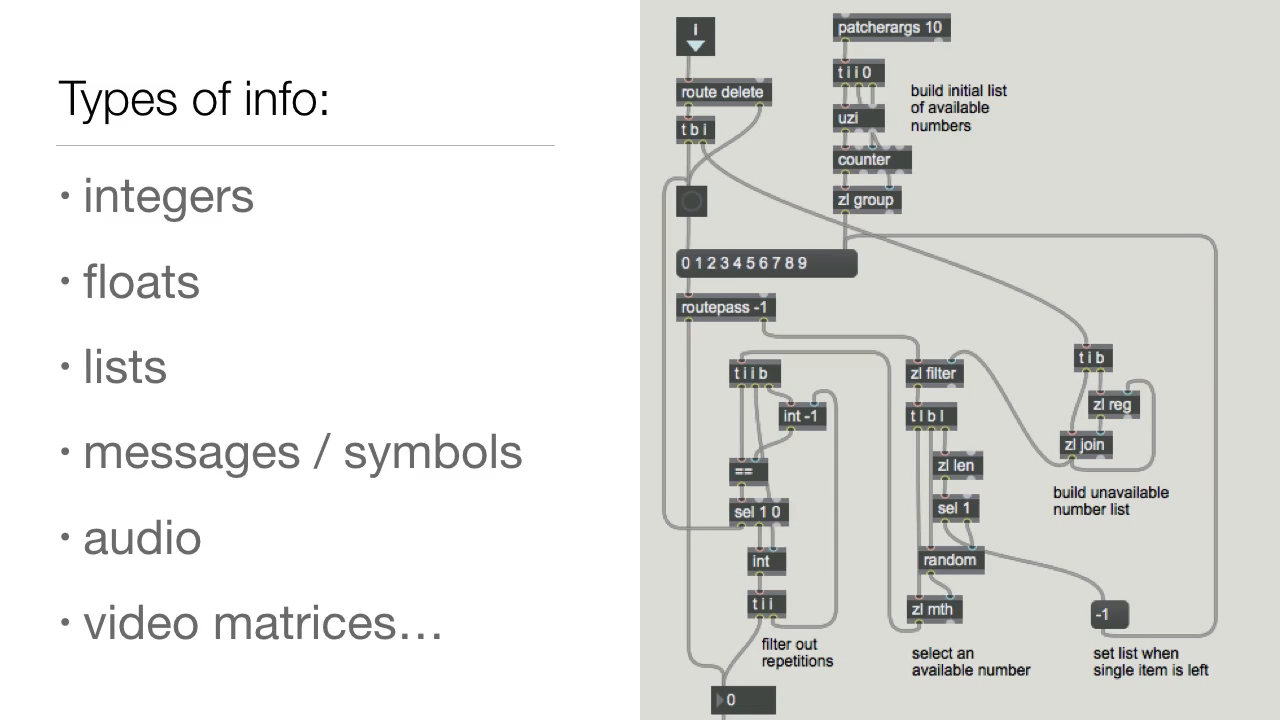 Types of info:
• integers
• floats
• lists
• messages / symbols
• audio
• video matrices…
patcherargs 10
t i i 0
build initial list
of available
numbers
route delete
t b i
uzi
counter
zl group
0 1 2 3 4 5 6 7 8 9
routepass -1
t i i b
int -1
==
sel 1 0
int
t i i
filter out
repetitions
0
zl filter
t l b l
zl len
sel 1
random
zl mth
select an
available number
t i b
zl reg
zl join
build unavailable
number list
-1
set list when
single item is left